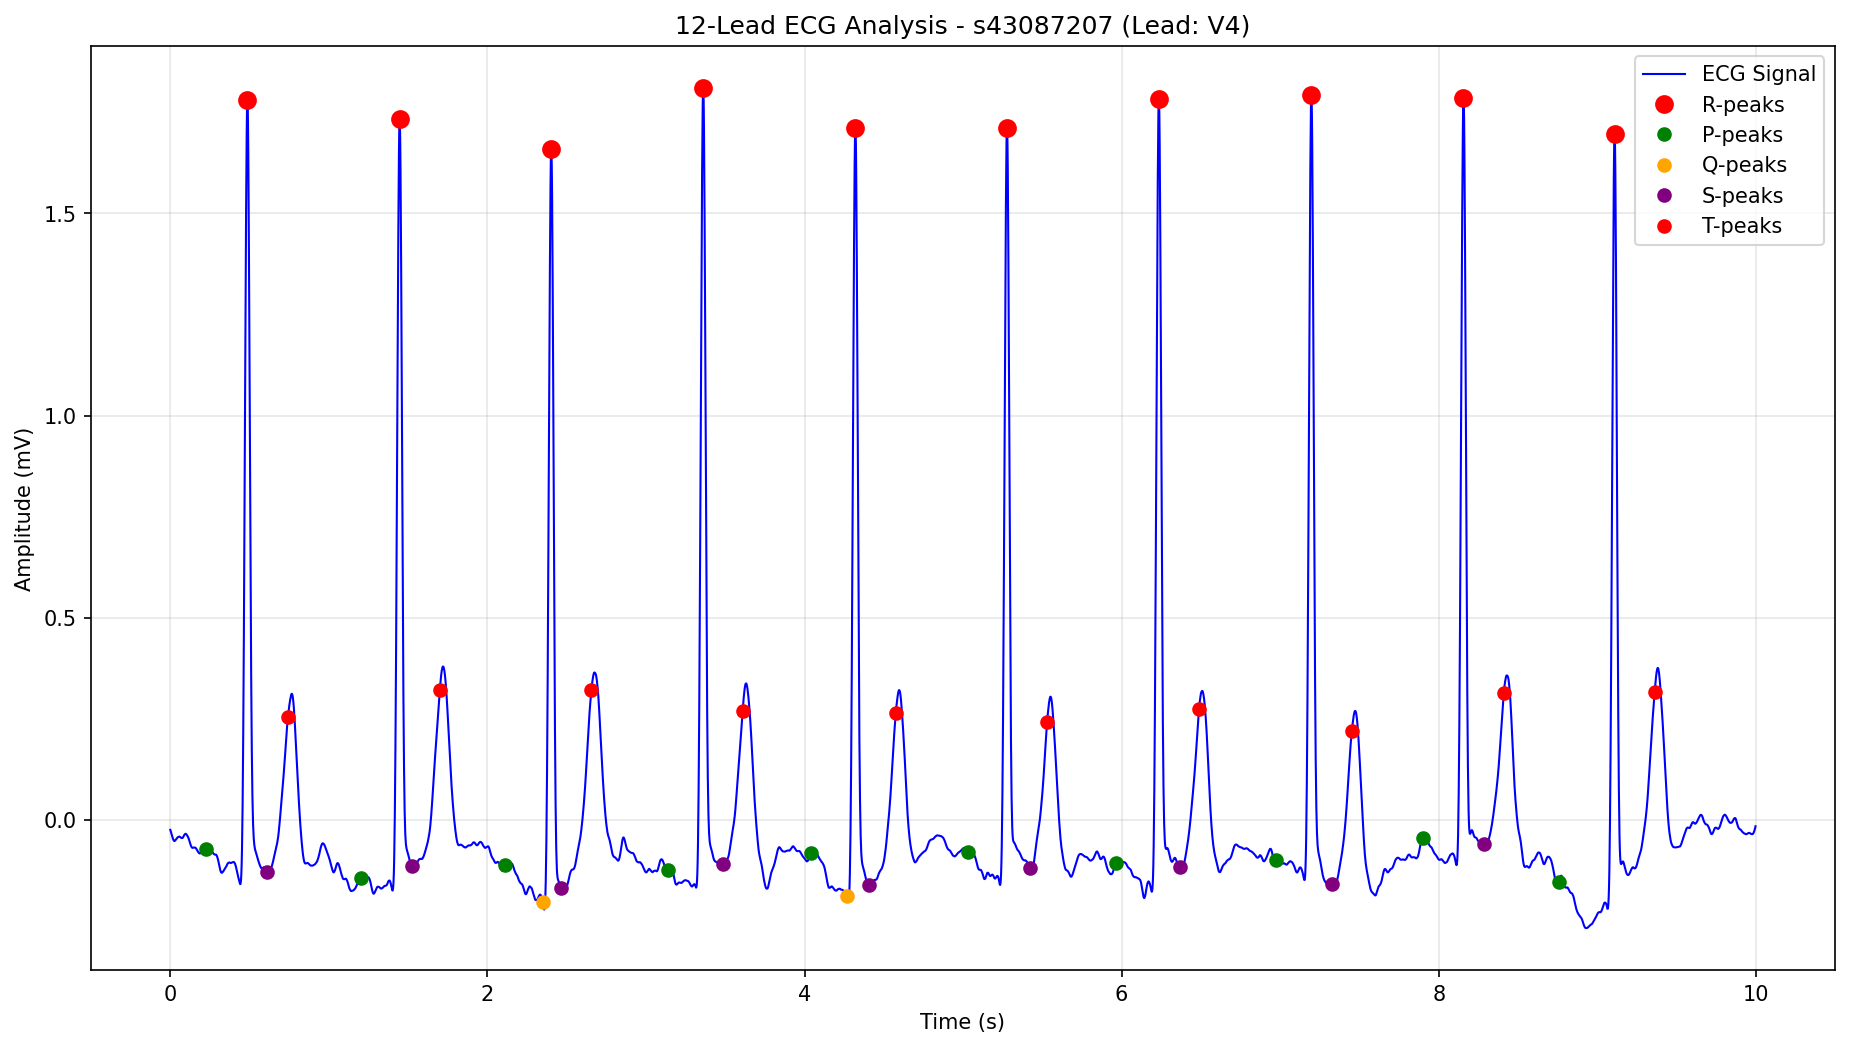 12-Lead ECG Analysis - s43087207 (Lead: V4)
ECG Signal
R-peaks
P-peaks
Q-peaks
S-peaks
T-peaks
Amplitude (mV)
1.5
1.0
0.5
0.0
0 2 4 6 8 10
Time (s)